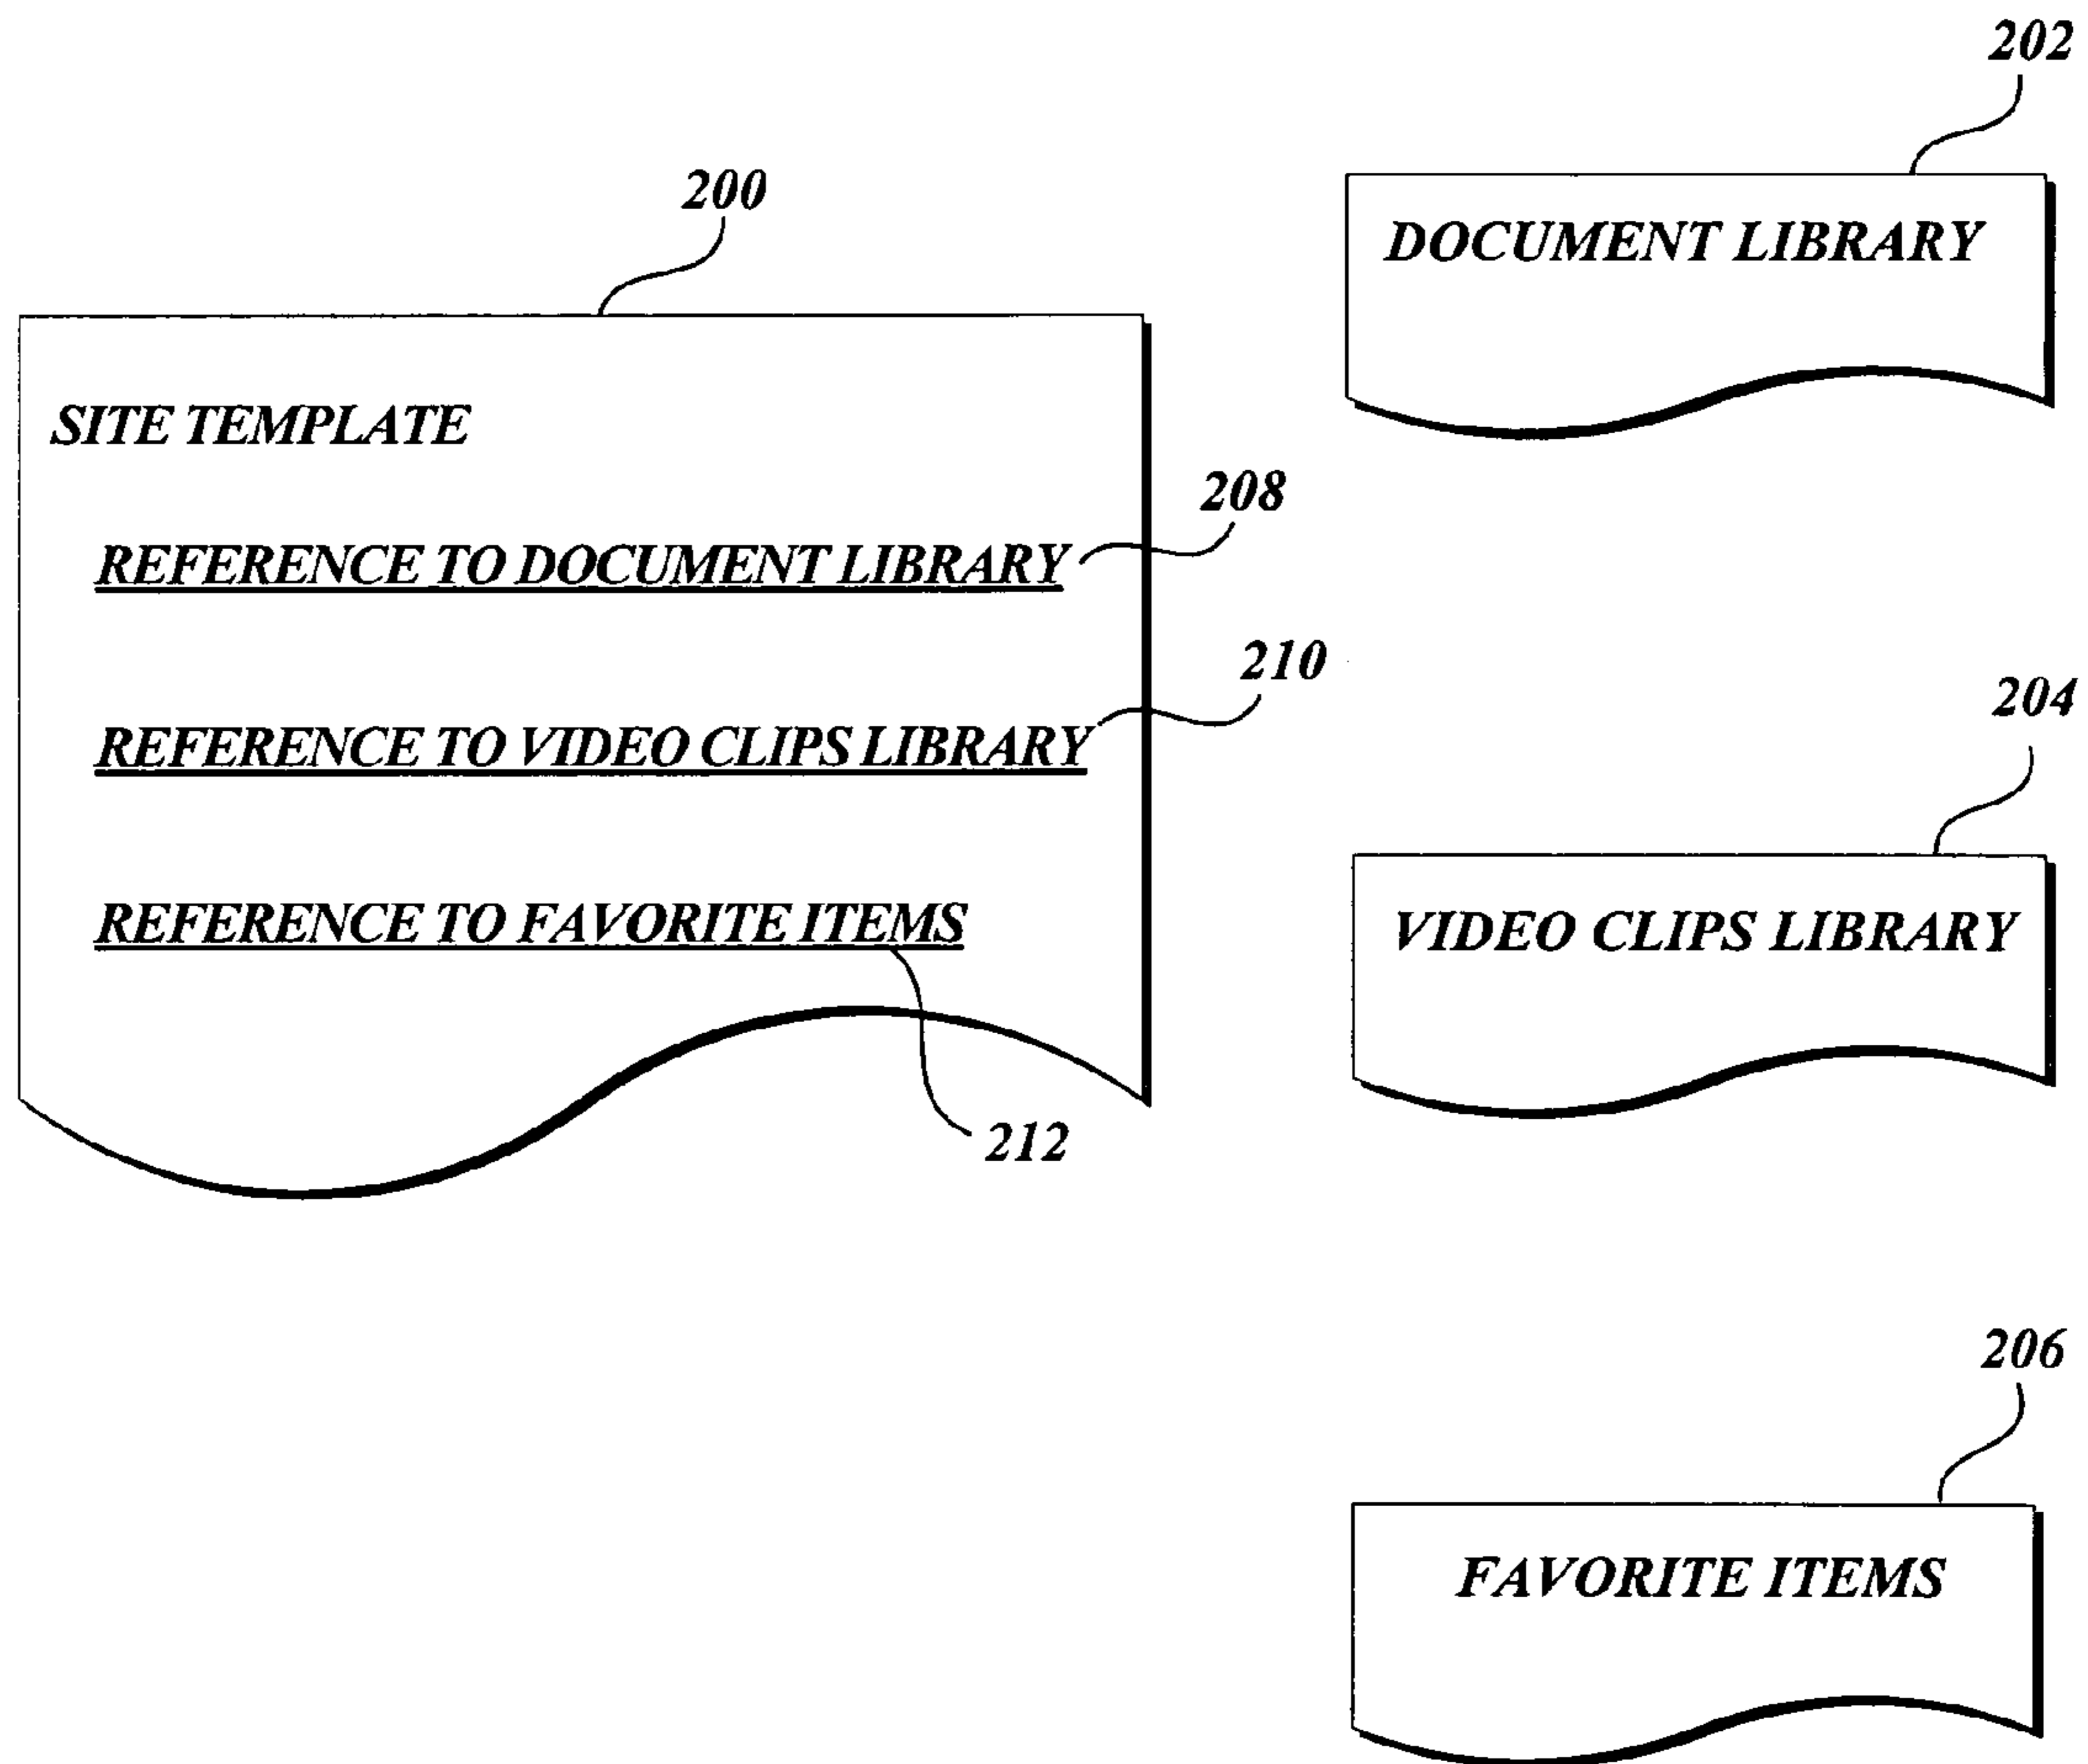 200
SITE TEMPLATE
208
REFERENCE TO DOCUMENT LIBRARY
210
REFERENCE TO VIDEO CLIPS LIBRARY
REFERENCE TO FAVORITE ITEMS
212
202
DOCUMENT LIBRARY
204
VIDEO CLIPS LIBRARY
206
FAVORITE ITEMS